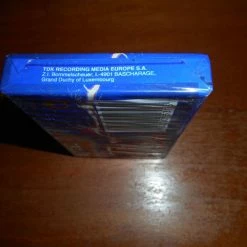 TDK RECORDING MEDIA EUROPE S.A.
Z.I. Bommelscheuer, L-4901 BASCHARAGE,
Grand Duchy of Luxembourg